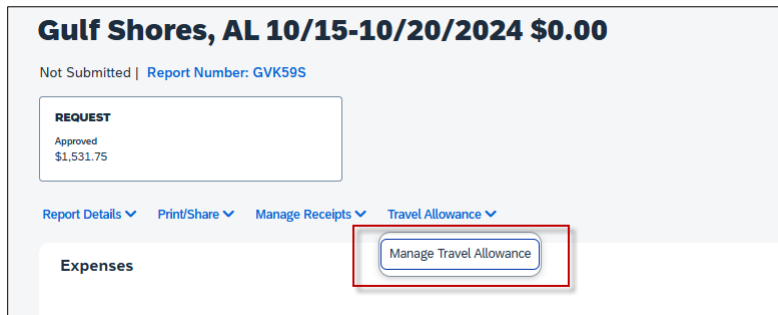 Gulf Shores, AL 10/15-10/20/2024 $0.00
Not Submitted | Report Number: GVK59S
REQUEST
Approved
$1,531.75
Report Details Print/Share Manage Receipts Travel Allowance
Manage Travel Allowance
Expenses